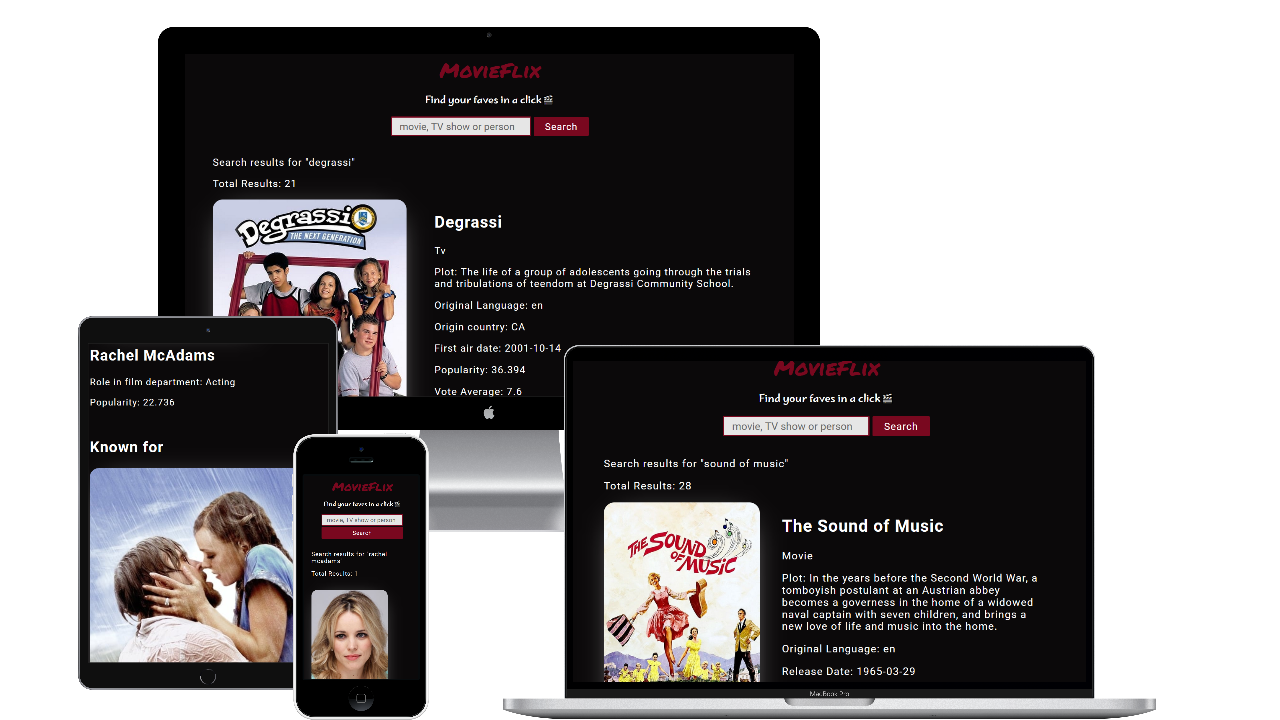 MovieFlix
Find your faves in a click
movie, TV show or person
Search
Search results for "degrassi"
Total Results: 21
Degrassi
THE NEXT GENERATION
Degrassi
Tv
Plot: The life of a group of adolescents going through the trials
and tribulations of teendom at Degrassi Community School.
Original Language: en
Origin country: CA
First air date: 2001-10-14
Popularity: 36.394
Vote Average: 7.6
Rachel McAdams
Role in film department: Acting
Popularity: 22.736
Known for
MovieFlix
Find your faves in a click
movie, TV show or person
Search
Search results for "rachel
mcadams
Total Results: 1
MovieFlix
Find your faves in a click
movie, TV show or person
Search
Search results for "sound of music"
Total Results: 28
THE SOUND
OF MUSIC
The Sound of Music
Movie
Plot: In the years before the Second World War, a
tomboyish postulant at an Austrian abbey
becomes a governess in the home of a widowed
naval captain with seven children, and brings a
new love of life and music into the home.
Original Language: en
Release Date: 1965-03-29
MacBook Pro